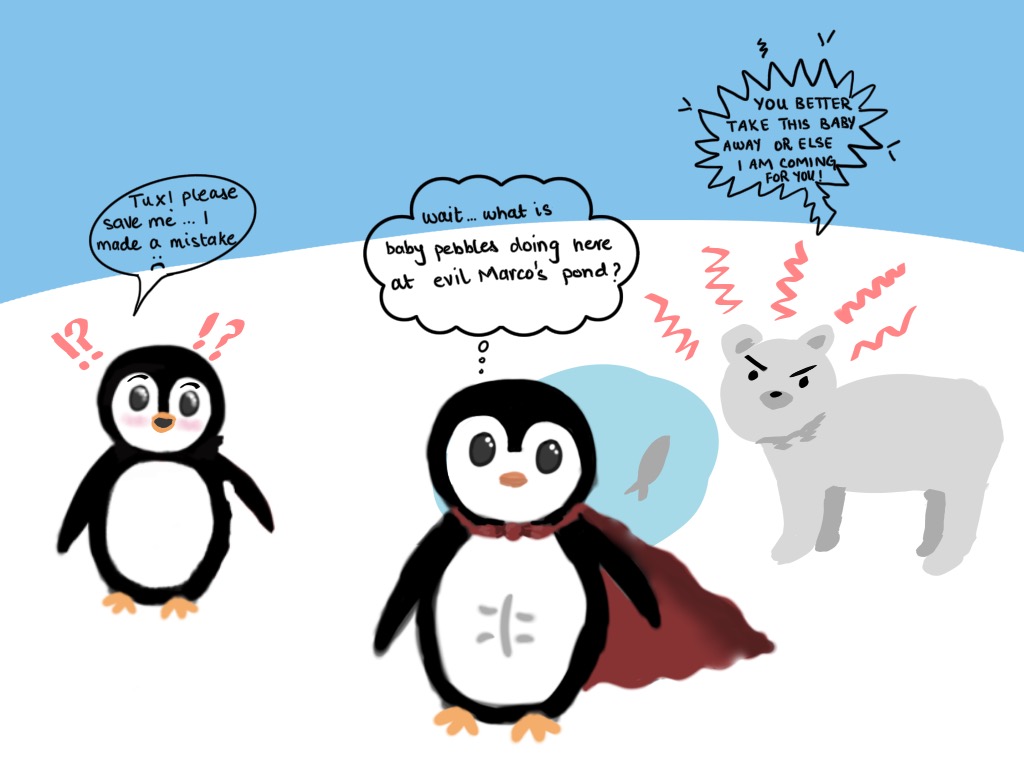 Tux! please
save me ... I
made a mistake
:(
wait... what is
baby pebbles doing here
at evil Marco's pond?
YOU BETTER
TAKE THIS BABY
AWAY OR ELSE
I AM COMING
FOR YOU!
!?
!?